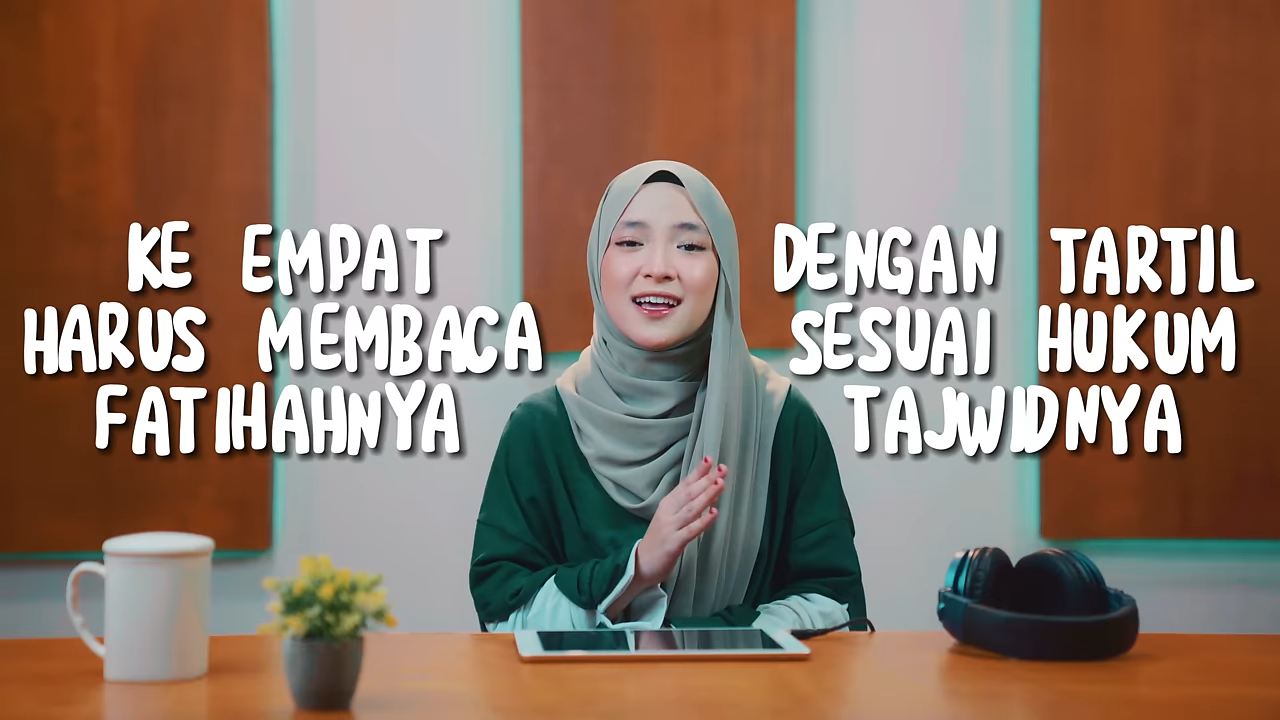 KE EMPAT
HARUS MEMBACA
FATIHAHNYA
DENGAN TARTIL
SESUAI HUKUM
TAJWIDNYA